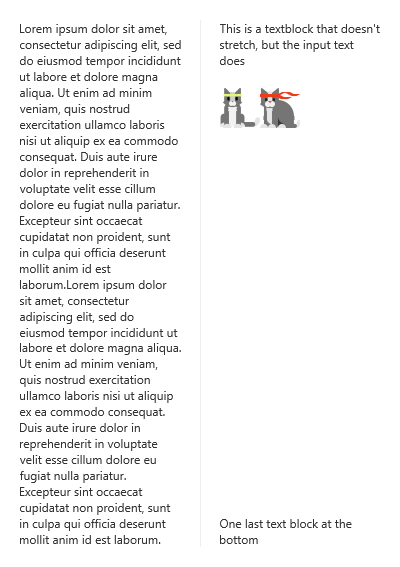 Lorem ipsum dolor sit amet,
consectetur adipiscing elit, sed
do eiusmod tempor incididunt
ut labore et dolore magna
aliqua. Ut enim ad minim
veniam, quis nostrud
exercitation ullamco laboris
nisi ut aliquip ex ea commodo
consequat. Duis aute irure
dolor in reprehenderit in
voluptate velit esse cillum
dolore eu fugiat nulla pariatur.
Excepteur sint occaecat
cupidatat non proident, sunt
in culpa qui officia deserunt
mollit anim id est
laborum.Lorem ipsum dolor
sit amet, consectetur
adipiscing elit, sed do
eiusmod tempor incididunt ut
labore et dolore magna aliqua.
Ut enim ad minim veniam,
quis nostrud exercitation
ullamco laboris nisi ut aliquip
ex ea commodo consequat.
Duis aute irure dolor in
reprehenderit in voluptate
velit esse cillum dolore eu
fugiat nulla pariatur.
Excepteur sint occaecat
cupidatat non proident, sunt
in culpa qui officia deserunt
mollit anim id est laborum.
This is a textblock that doesn't
stretch, but the input text
does
One last text block at the
bottom